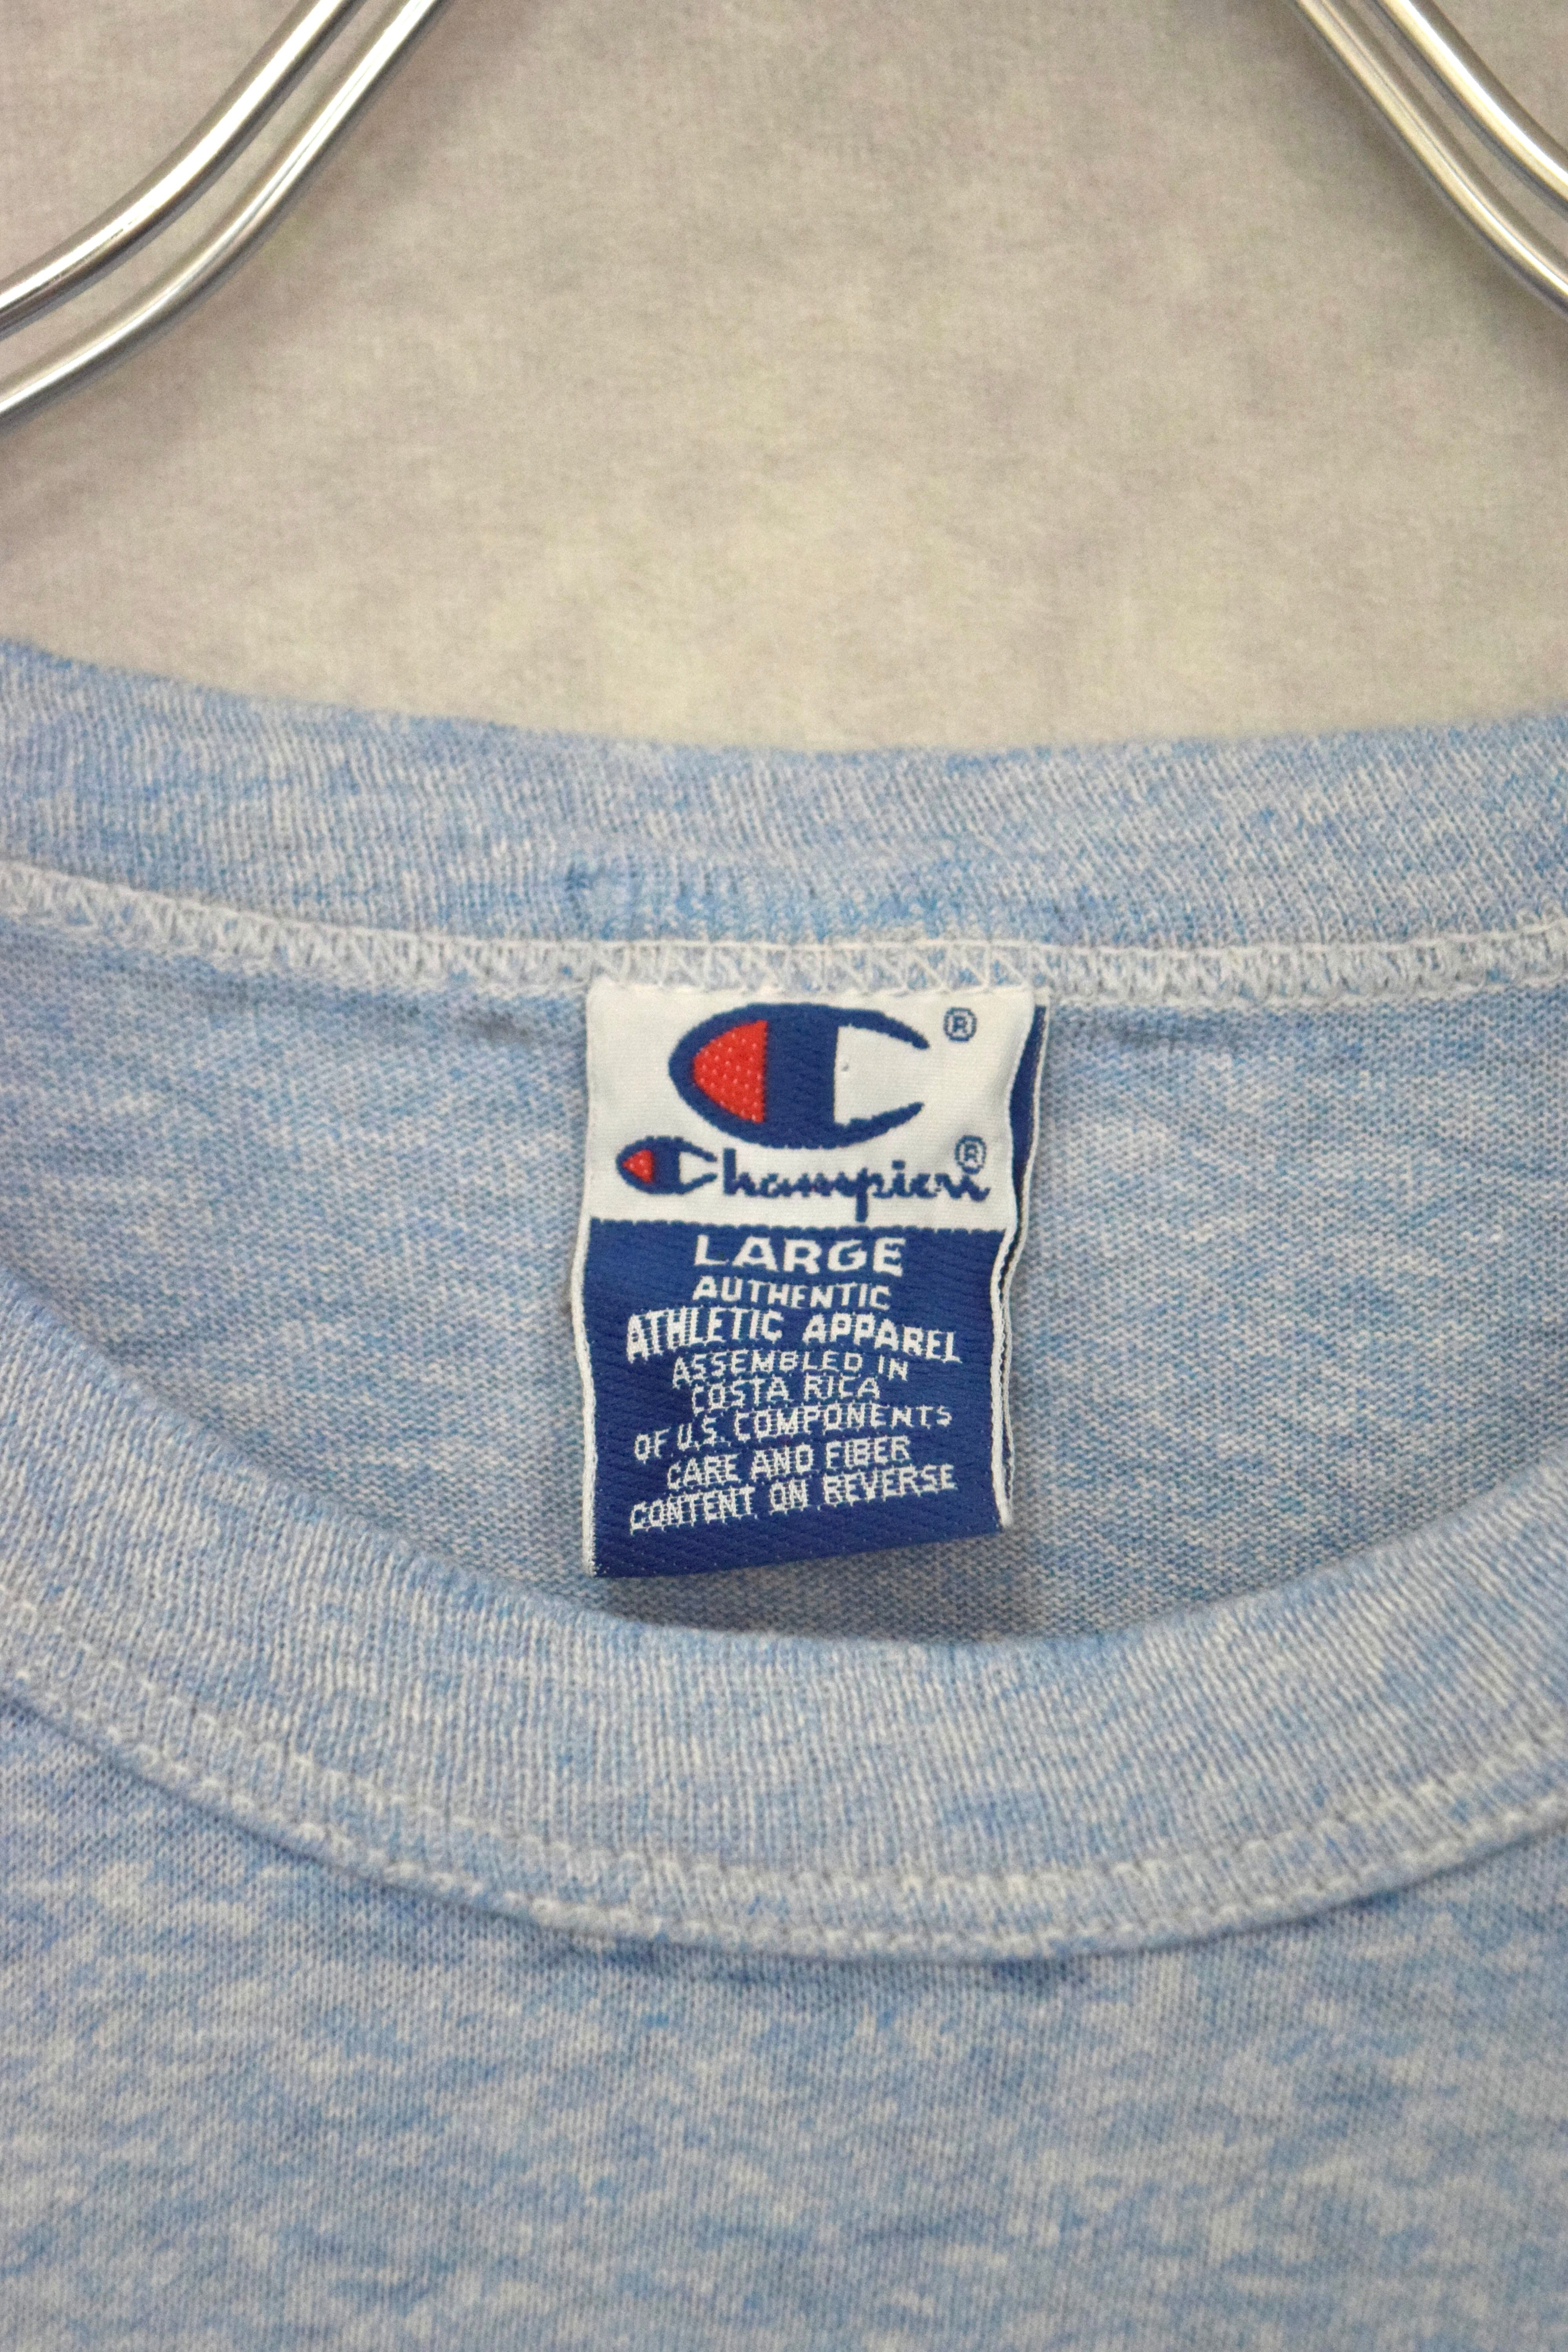 ®
Champion®
LARGE
AUTHENTIC
ATHLETIC APPAREL
ASSEMBLED IN
COSTA RICA
OF U.S. COMPONENTS
CARE AND FIBER
CONTENT ON REVERSE